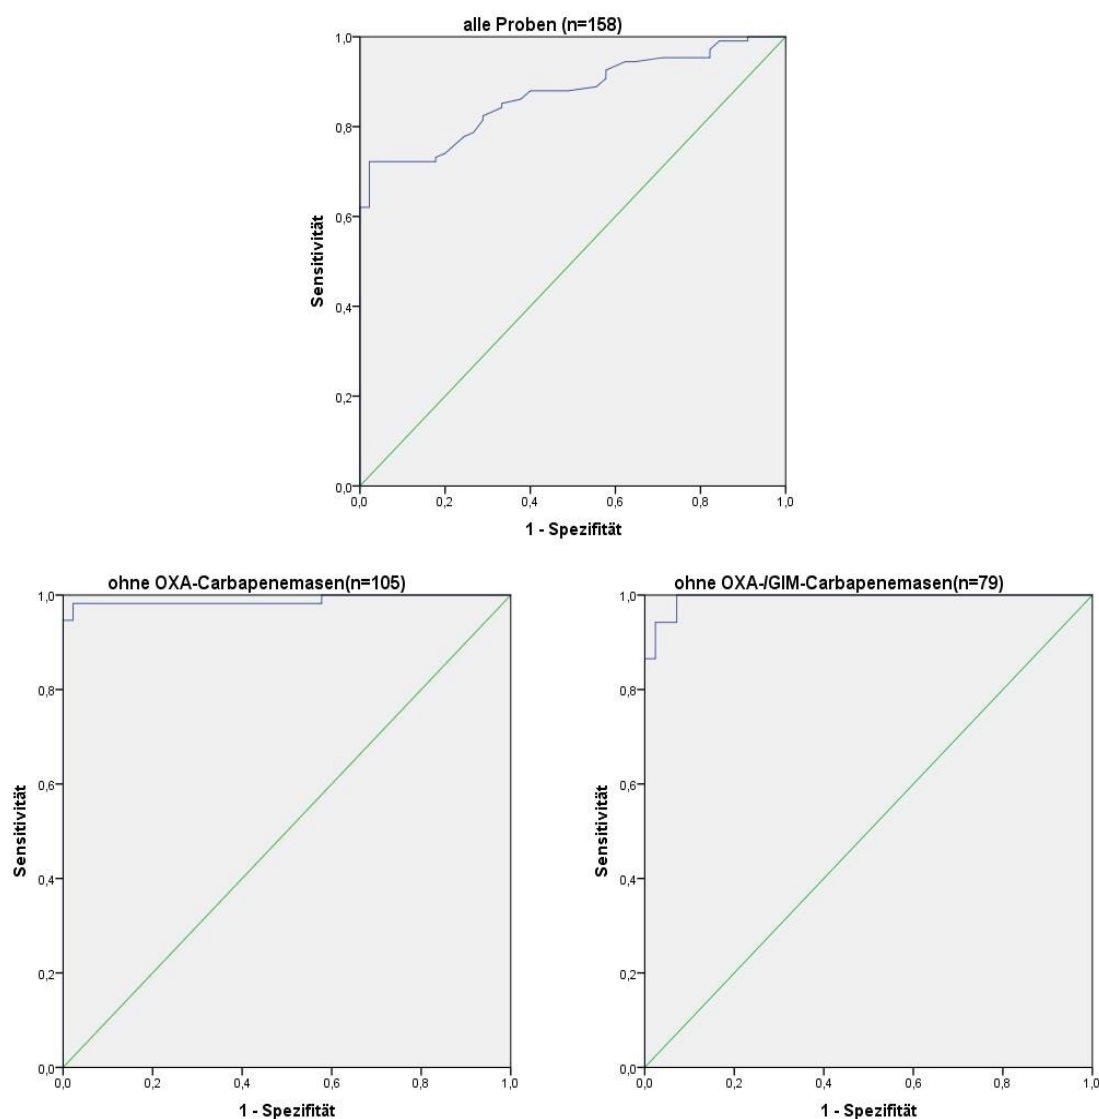 alle Proben (n=158)
1,0
0,8
0,6
0,4
0,2
0,0
Sensitivität
0,0 0,2 0,4 0,6 0,8 1,0
1 - Spezifität
ohne OXA-Carbapenemasen(n=105)
1,0
0,8
0,6
0,4
0,2
0,0
Sensitivität
0,0 0,2 0,4 0,6 0,8 1,0
1 - Spezifität
ohne OXA-/GIM-Carbapenemasen(n=79)
1,0
0,8
0,6
0,4
0,2
0,0
Sensitivität
0,0 0,2 0,4 0,6 0,8 1,0
1 - Spezifität